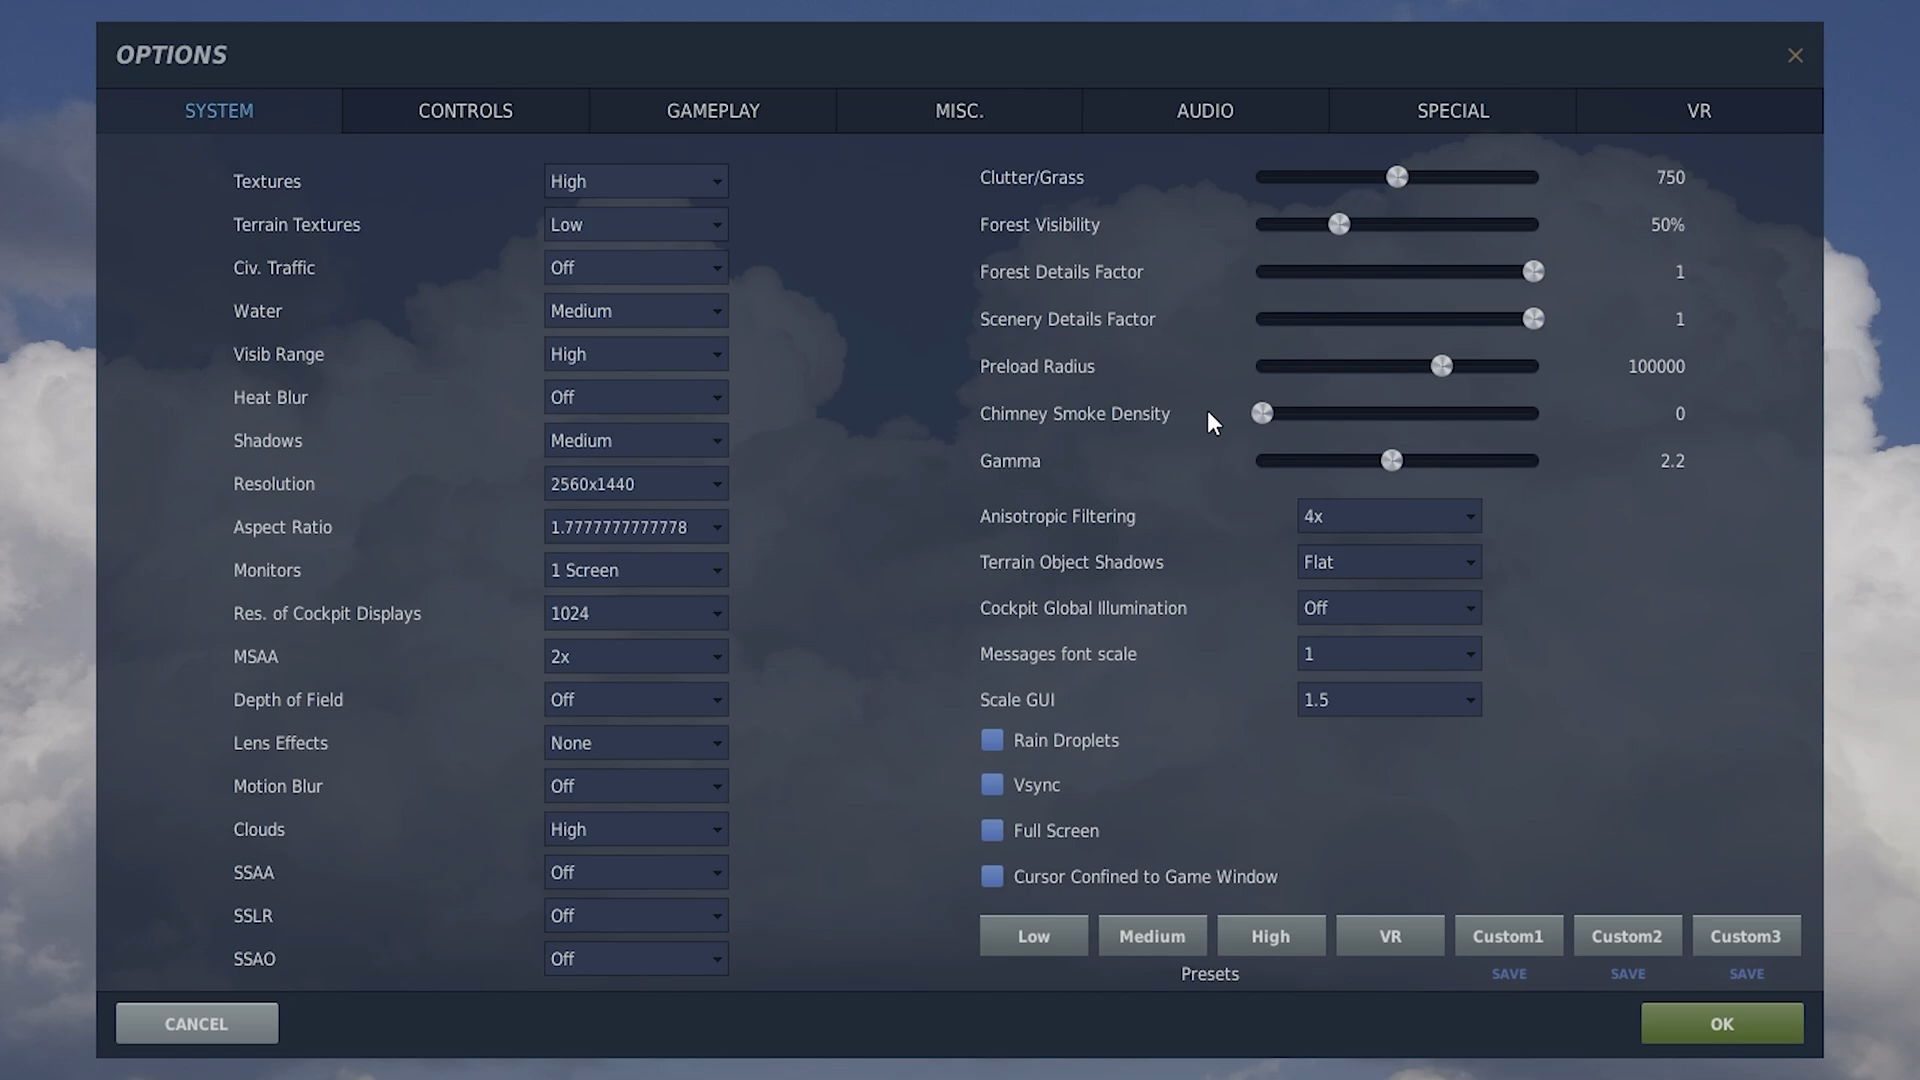 OPTIONS
SYSTEM CONTROLS GAMEPLAY MISC. AUDIO SPECIAL VR
Textures High
Terrain Textures Low
Civ. Traffic Off
Water Medium
Visib Range High
Heat Blur Off
Shadows Medium
Resolution 2560x1440
Aspect Ratio 1.7777777777778
Monitors 1 Screen
Res. of Cockpit Displays 1024
MSAA 2x
Depth of Field Off
Lens Effects None
Motion Blur Off
Clouds High
SSAA Off
SSLR Off
SSAO Off
Clutter/Grass 750
Forest Visibility 50%
Forest Details Factor 1
Scenery Details Factor 1
Preload Radius 100000
Chimney Smoke Density 0
Gamma 2.2
Anisotropic Filtering 4x
Terrain Object Shadows Flat
Cockpit Global Illumination Off
Messages font scale 1
Scale GUI 1.5
Rain Droplets
Vsync
Full Screen
Cursor Confined to Game Window
Low Medium High VR Custom1 Custom2 Custom3
Presets SAVE SAVE SAVE
CANCEL OK